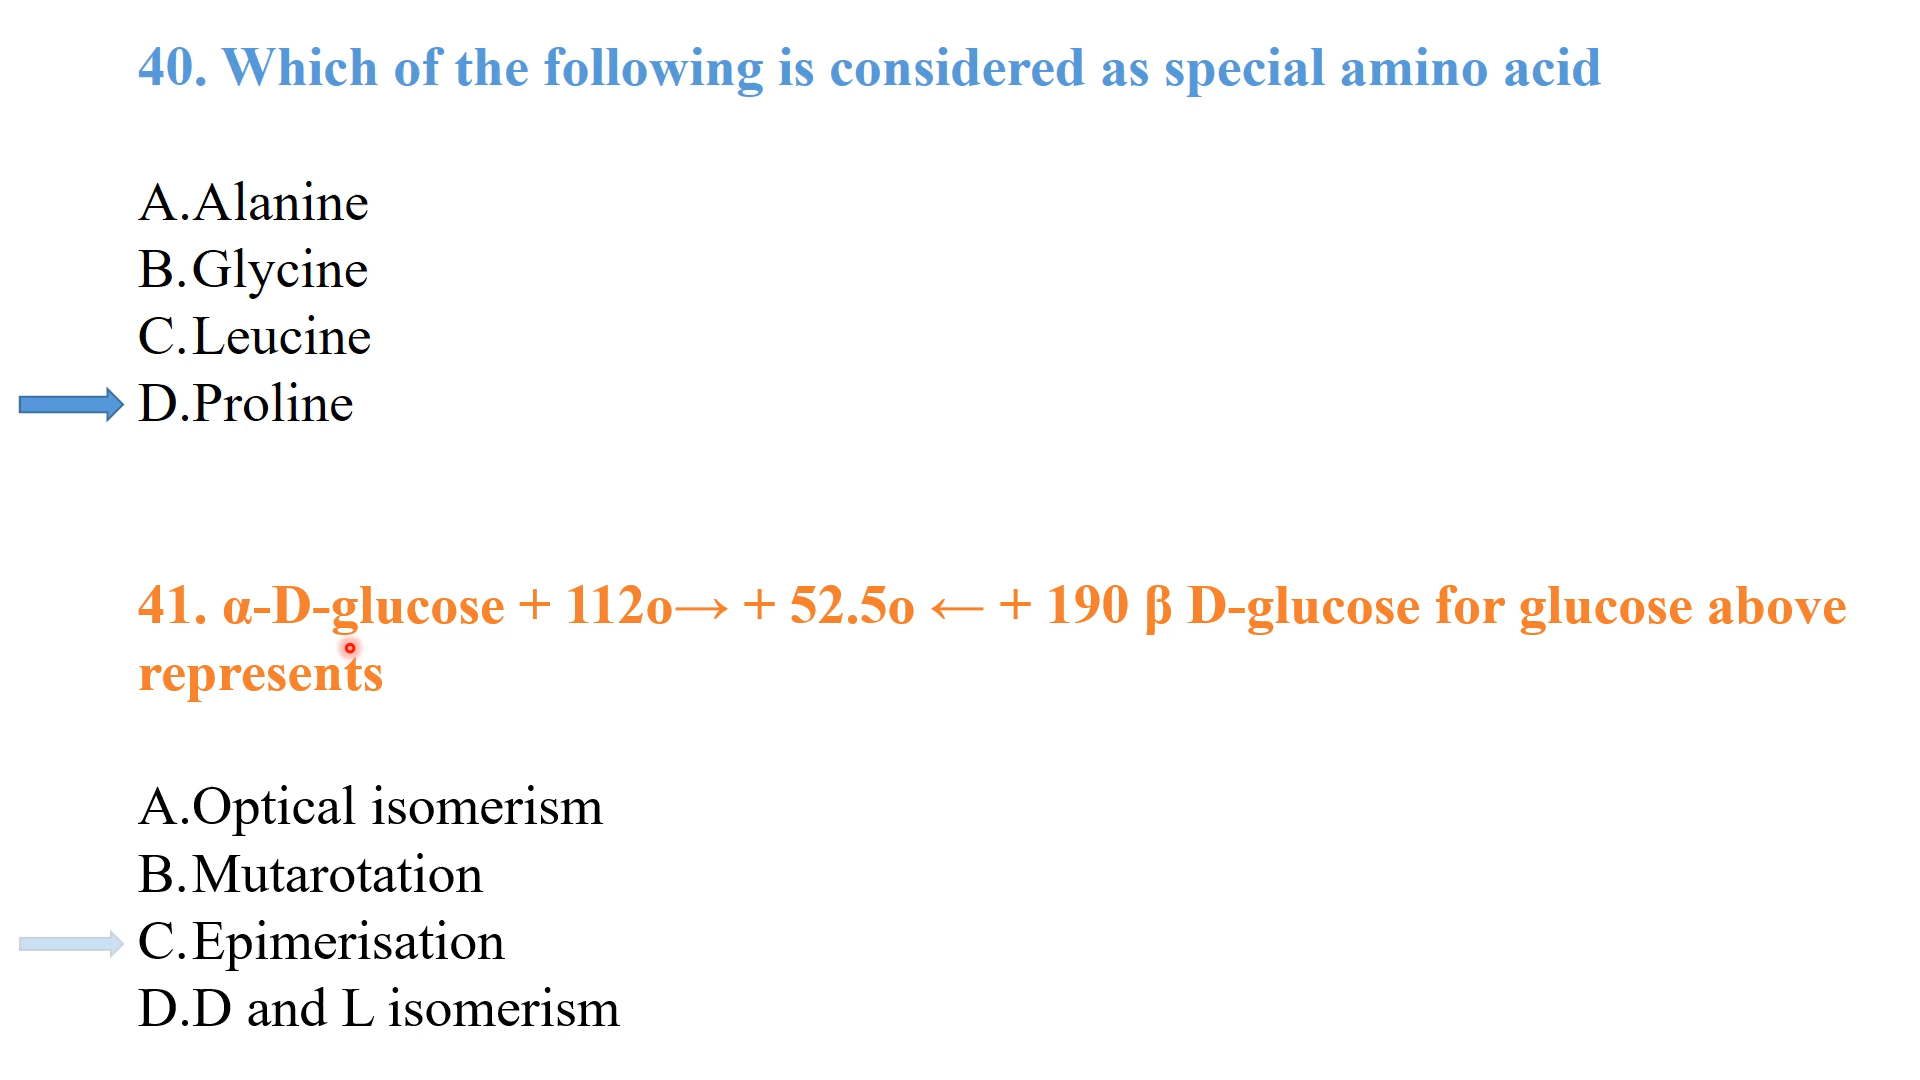 40. Which of the following is considered as special amino acid
A.Alanine
B.Glycine
C.Leucine
D.Proline
41. α-D-glucose + 112o→ + 52.5o ← + 190 β D-glucose for glucose above
represents
A.Optical isomerism
B.Mutarotation
C.Epimerisation
D.D and L isomerism